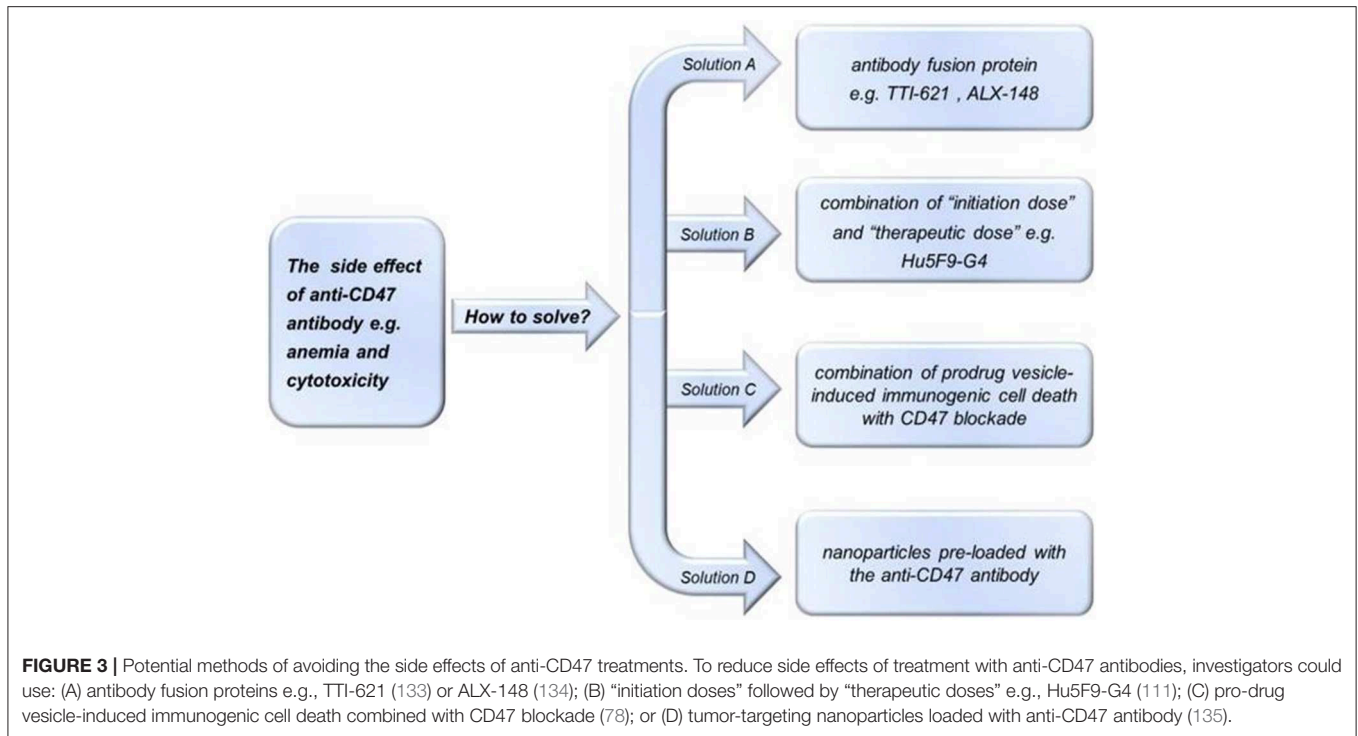 The side effect
of anti-CD47
antibody e.g.
anemia and
cytotoxicity
How to solve?
Solution A
antibody fusion protein
e.g. TTI-621 , ALX-148
Solution B
combination of “initiation dose”
and “therapeutic dose” e.g.
Hu5F9-G4
Solution C
combination of prodrug vesicle-
induced immunogenic cell death
with CD47 blockade
Solution D
nanoparticles pre-loaded with
the anti-CD47 antibody
FIGURE 3 | Potential methods of avoiding the side effects of anti-CD47 treatments. To reduce side effects of treatment with anti-CD47 antibodies, investigators could
use: (A) antibody fusion proteins e.g., TTI-621 (133) or ALX-148 (134); (B) “initiation doses” followed by “therapeutic doses” e.g., Hu5F9-G4 (111); (C) pro-drug
vesicle-induced immunogenic cell death combined with CD47 blockade (78); or (D) tumor-targeting nanoparticles loaded with anti-CD47 antibody (135).